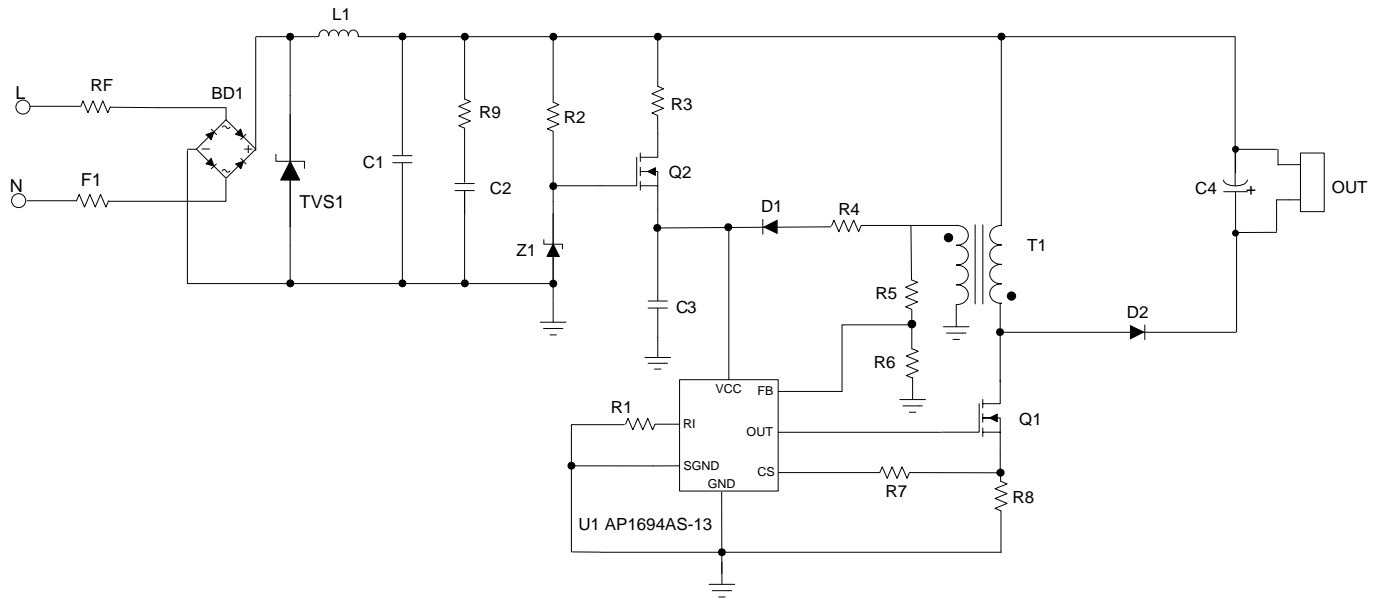 L1
L
RF
BD1
~
-
+
~
N
F1
TVS1
C1
R9
C2
R2
Z1
R3
Q2
C3
D1
R4
R5
R6
T1
D2
C4
+
OUT
VCC
FB
R1
RI
OUT
Q1
SGND
CS
GND
R7
R8
U1 AP1694AS-13